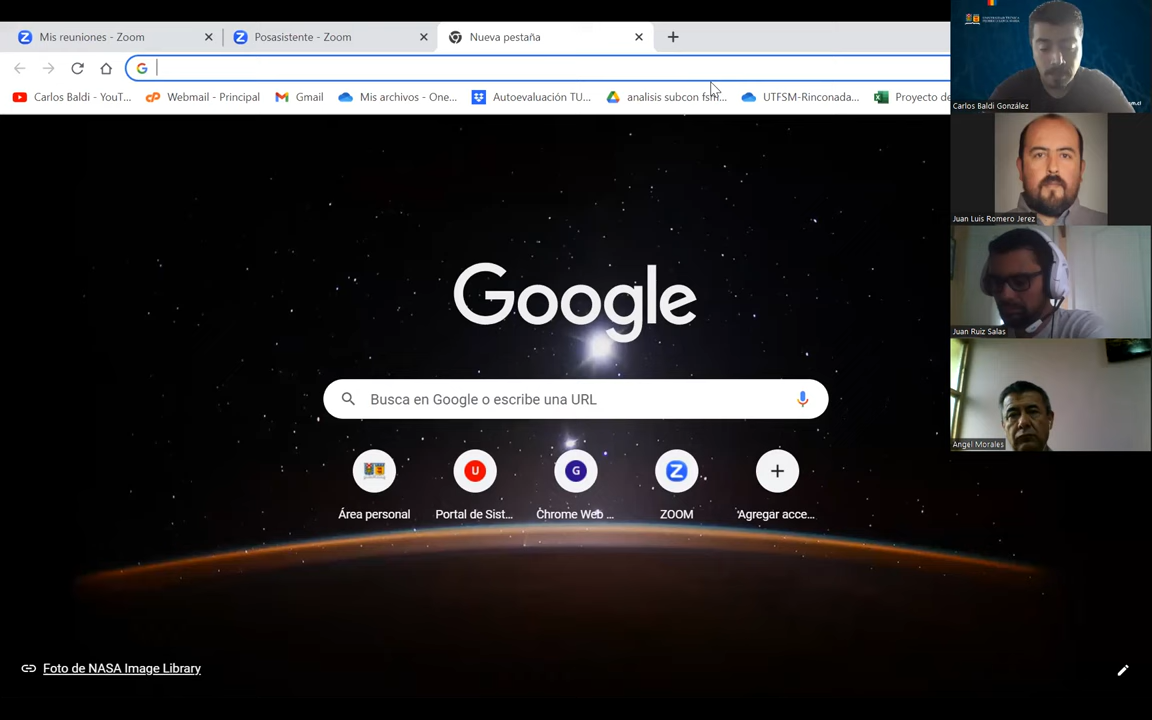 Mis reuniones - Zoom
Posasistente - Zoom
Nueva pestaña
Carlos Baldi - YouT...
Webmail - Principal
Gmail
Mis archivos - One...
Autoevaluación TU...
analisis subcon
UTFSM-Rinconada...
Proyecto de
Google
Busca en Google o escribe una URL
Área personal
U
Portal de Sist...
G
Chrome Web ...
ZOOM
Agregar acce...
Foto de NASA Image Library
Carlos Baldi González
Juan Luis Romero Jerez
Juan Ruiz Salas
Angel Morales